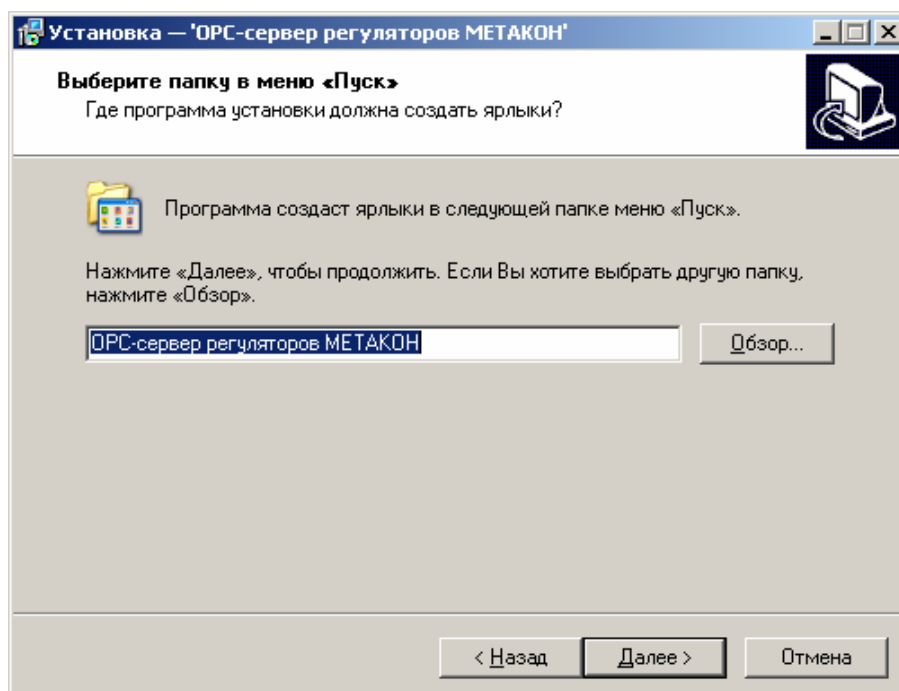 Установка — 'OPC-сервер регуляторов МЕТАКОН'
Выберите папку в меню «Пуск»
Где программа установки должна создать ярлыки?
Программа создаст ярлыки в следующей папке меню «Пуск».
Нажмите «Далее», чтобы продолжить. Если Вы хотите выбрать другую папку,
нажмите «Обзор».
OPC-сервер регуляторов МЕТАКОН
Обзор...
< Назад
Далее >
Отмена